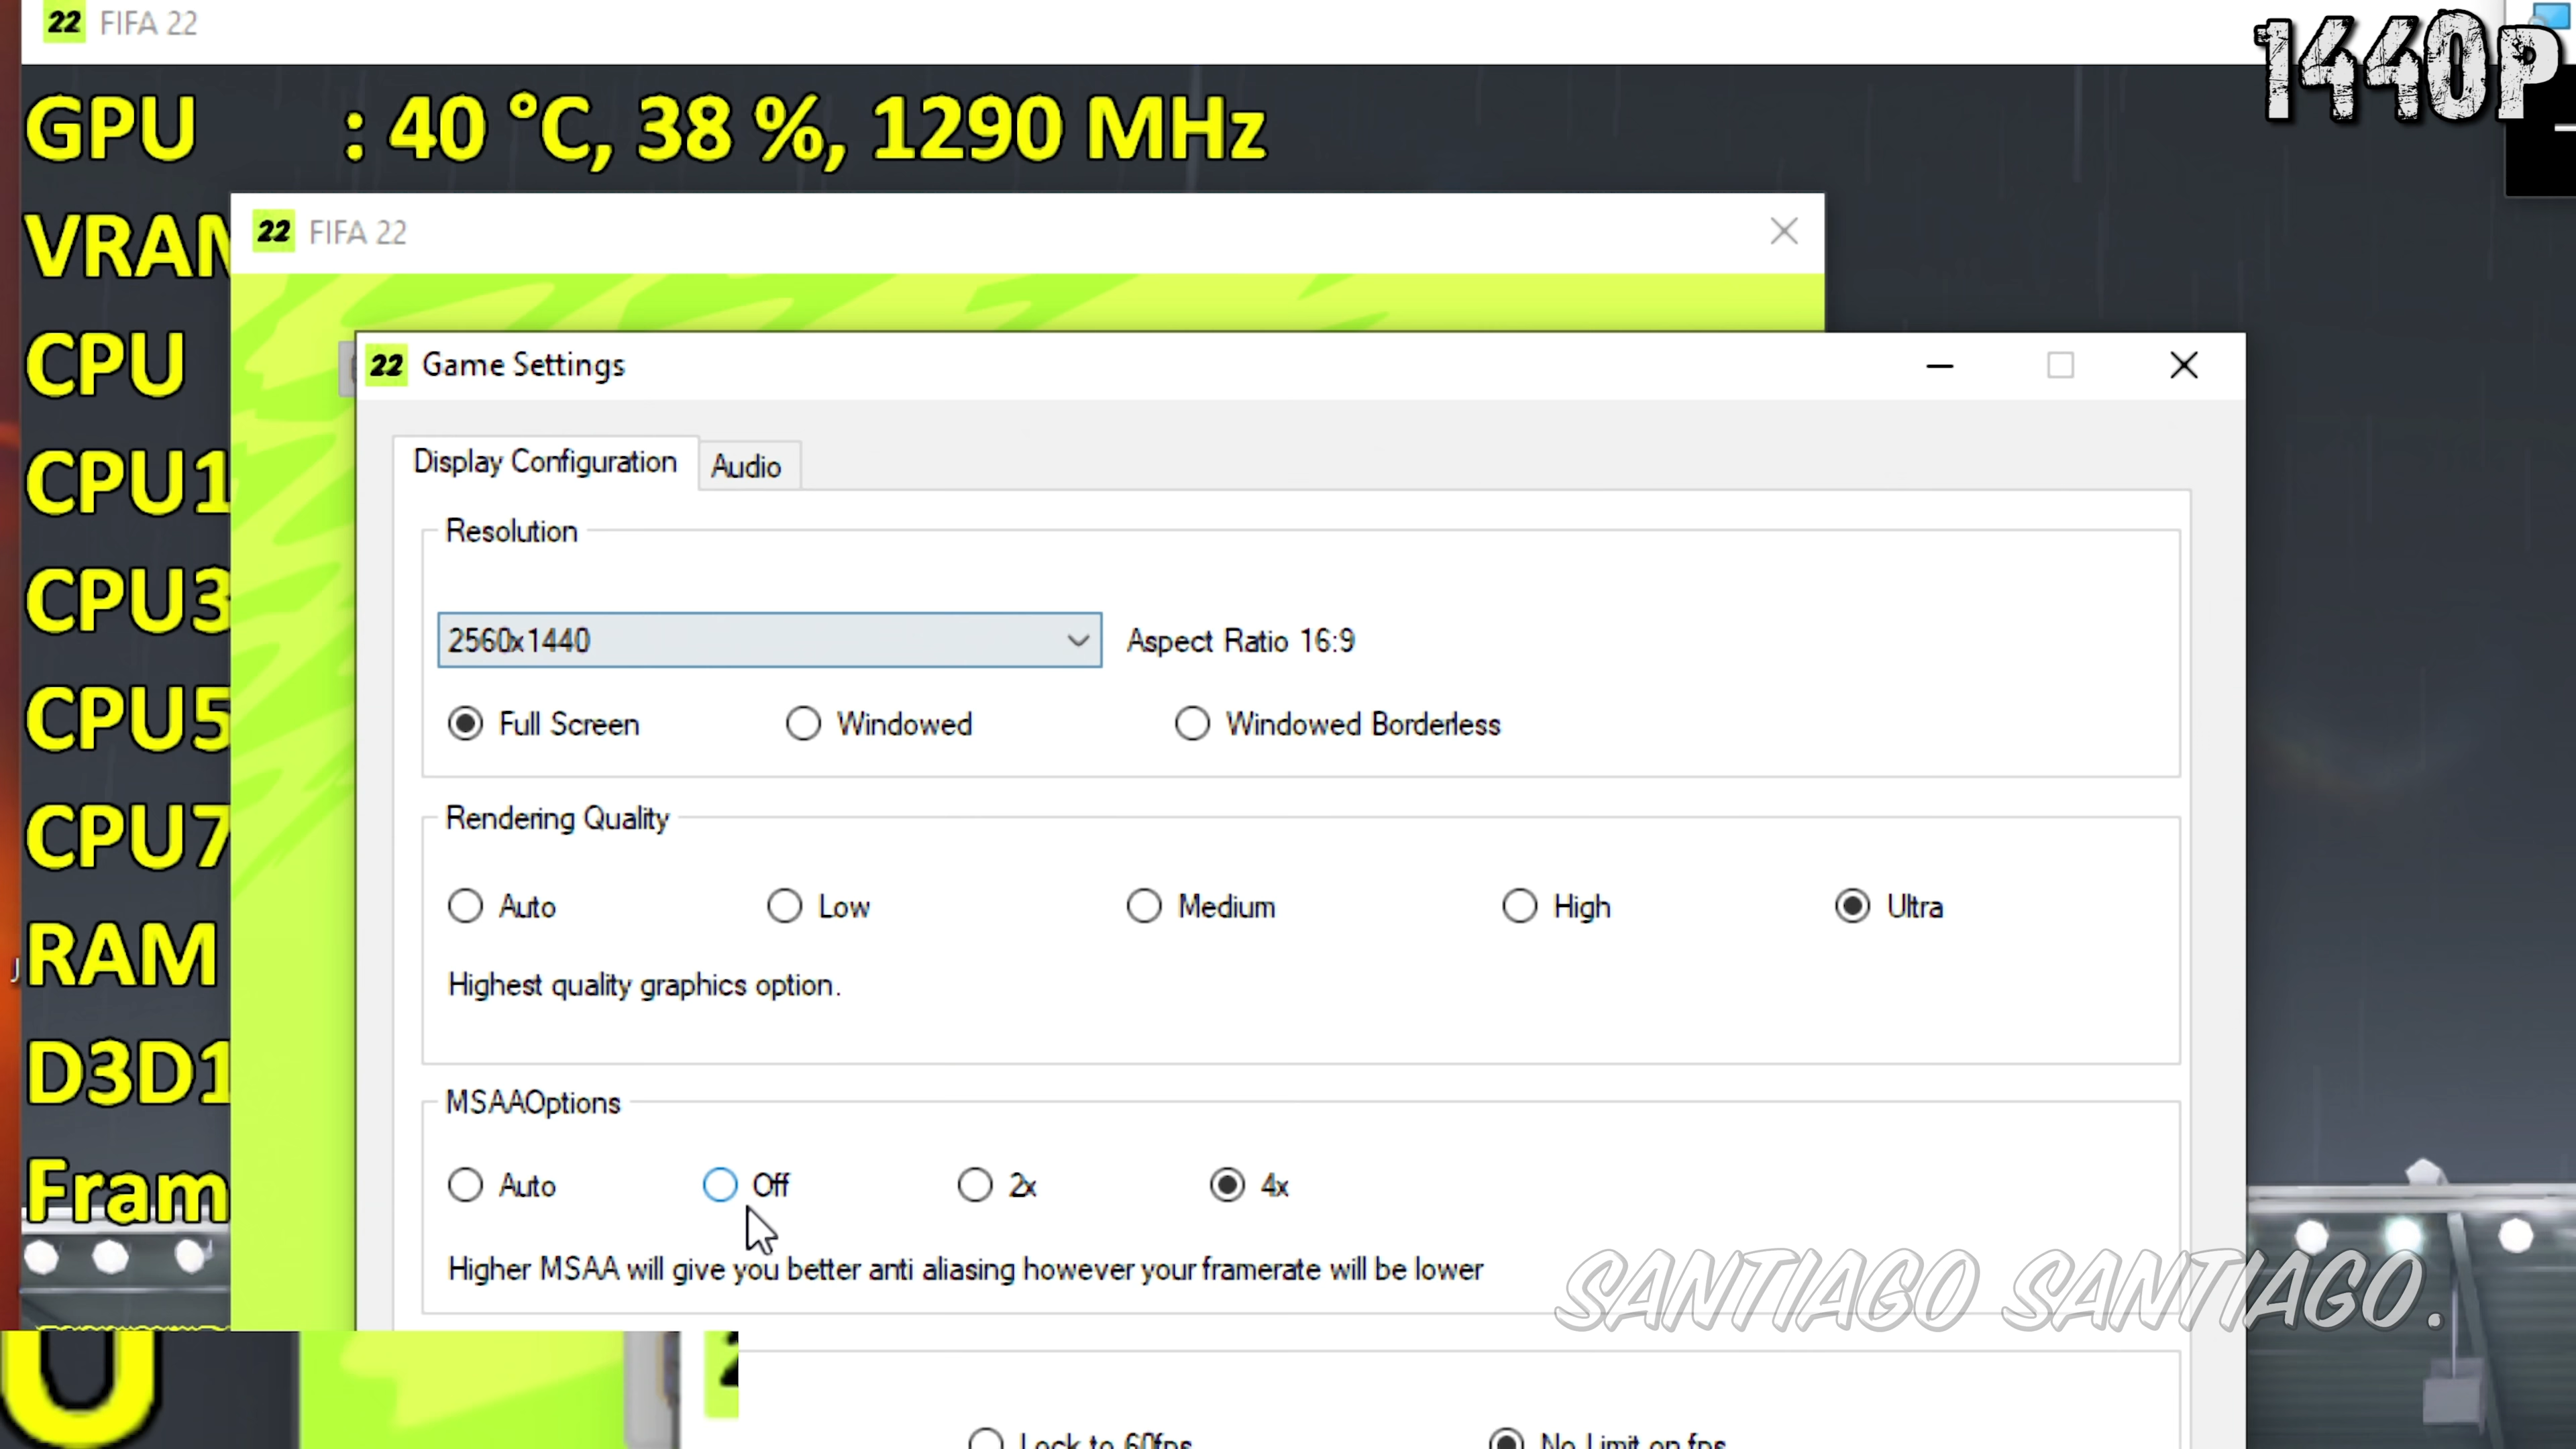 22 FIFA 22
1440P
GPU : 40 °C, 38 %, 1290 MHz
VRAM
22 FIFA 22
CPU
22 Game Settings
Display Configuration Audio
CPU1
Resolution
CPU3
2560x1440 Aspect Ratio 16:9
CPU5
Full Screen Windowed Windowed Borderless
Rendering Quality
CPU7
Auto Low Medium High Ultra
RAM
Highest quality graphics option.
D3D1
MSAAOptions
Fram
Auto Off 2x 4x
Higher MSAA will give you better anti aliasing however your framerate will be lower
SANTIAGO SANTIAGO.
Lock to 60fps No Limit on fps